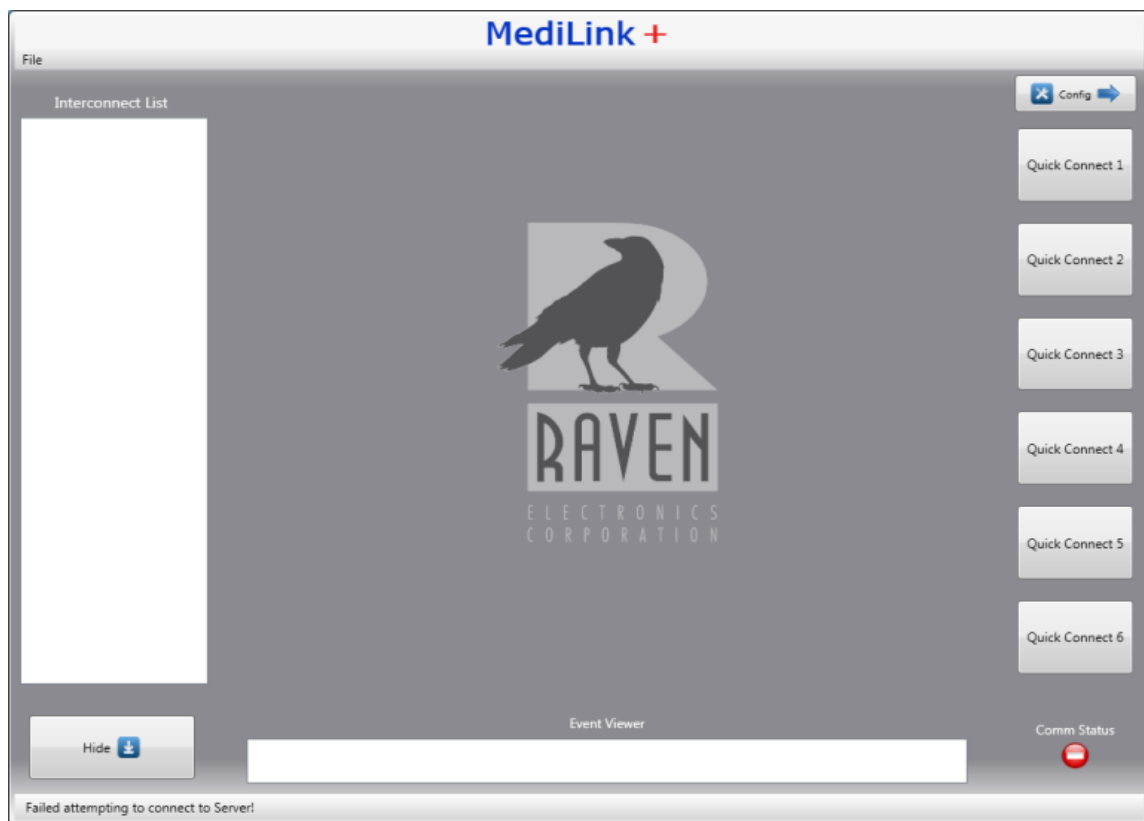 MediLink +
File
Interconnect List
Config
Quick Connect 1
Quick Connect 2
Quick Connect 3
Quick Connect 4
Quick Connect 5
Quick Connect 6
RAVEN
ELECTRONICS
CORPORATION
Hide
Event Viewer
Comm Status
Failed attempting to connect to Server!